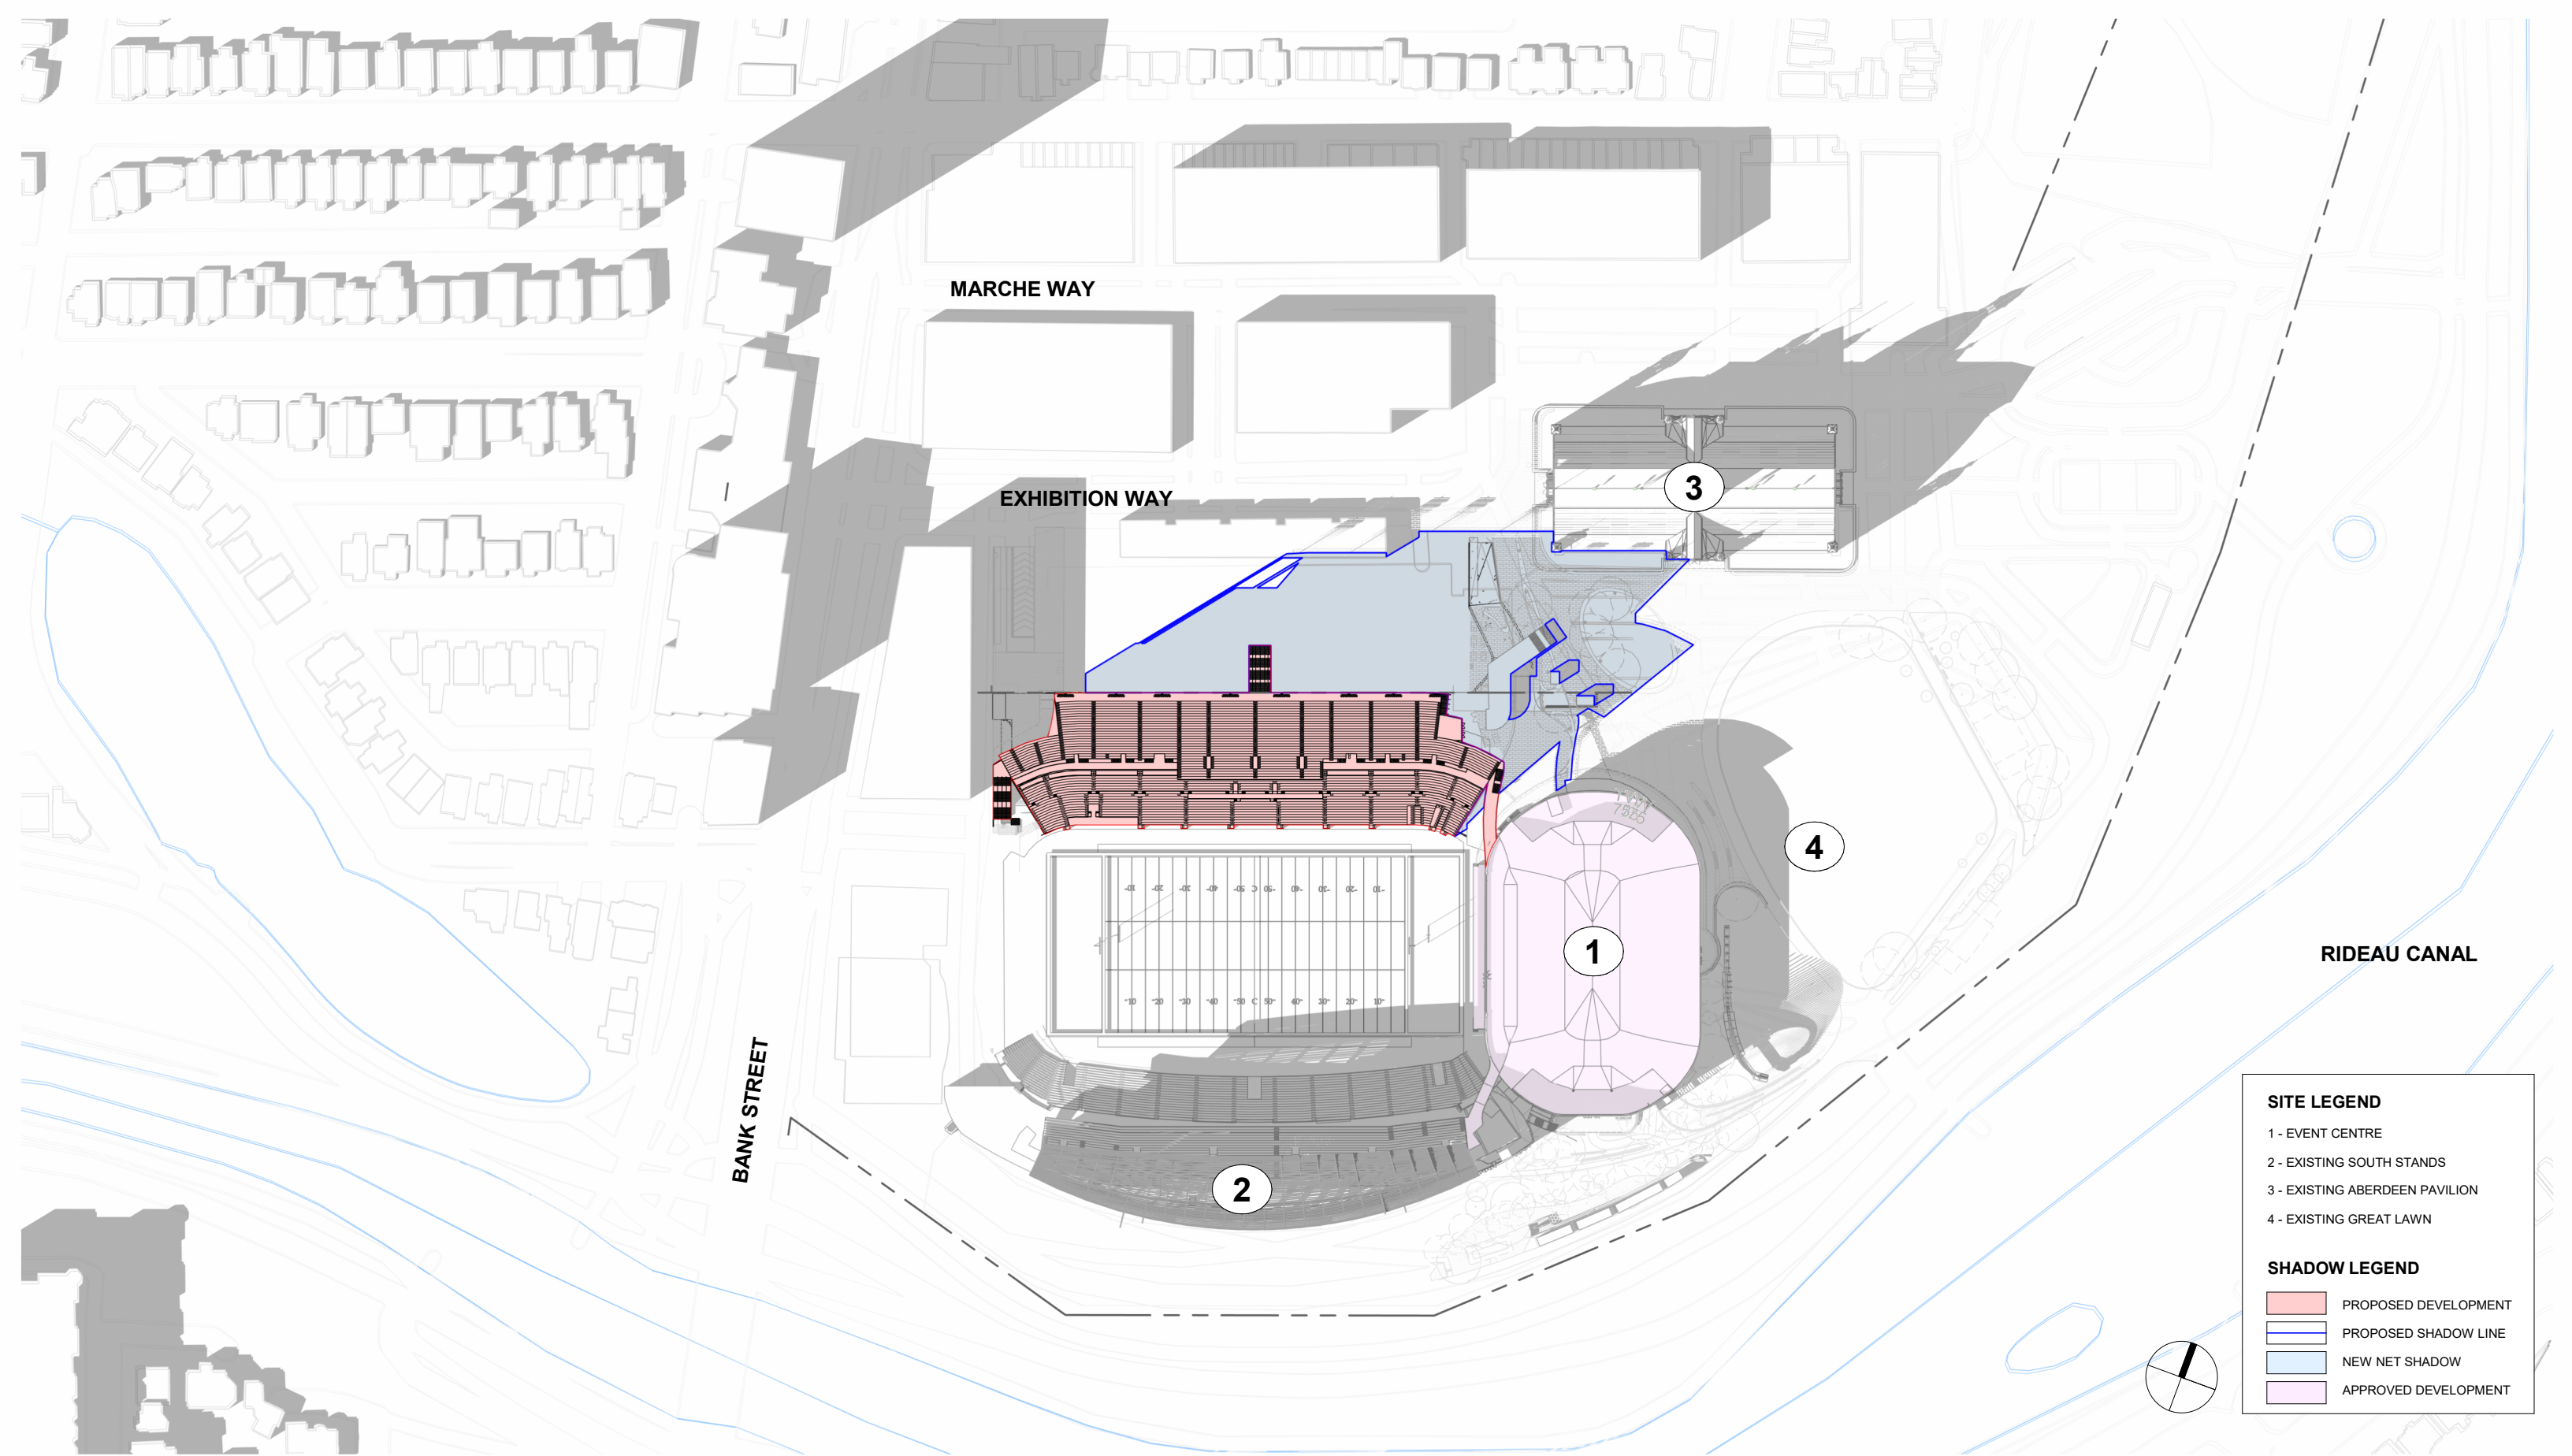 MARCHE WAY
EXHIBITION WAY
3
4
1
RIDEAU CANAL
BANK STREET
2
SITE LEGEND
1 - EVENT CENTRE
2 - EXISTING SOUTH STANDS
3 - EXISTING ABERDEEN PAVILION
4 - EXISTING GREAT LAWN
SHADOW LEGEND
PROPOSED DEVELOPMENT
PROPOSED SHADOW LINE
NEW NET SHADOW
APPROVED DEVELOPMENT